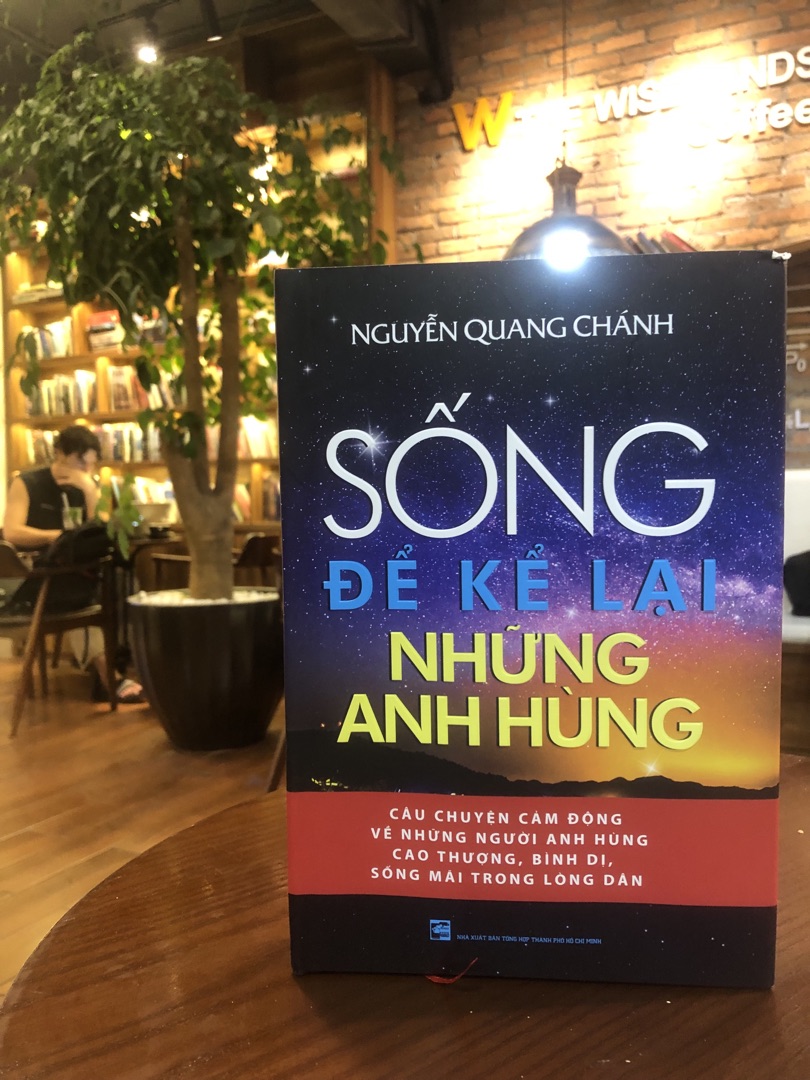 WISE
Coffee
NGUYỄN QUANG CHÁNH
SỐNG
ĐỂ KỂ LẠI
NHỮNG
ANH HÙNG
CÂU CHUYỆN CẢM ĐỘNG
VỀ NHỮNG NGƯỜI ANH HÙNG
CAO THƯỢNG, BÌNH DỊ,
SỐNG MÃI TRONG LÒNG DÂN
NHÀ XUẤT BẢN TỔNG HỢP THÀNH PHỐ HỒ CHÍ MINH